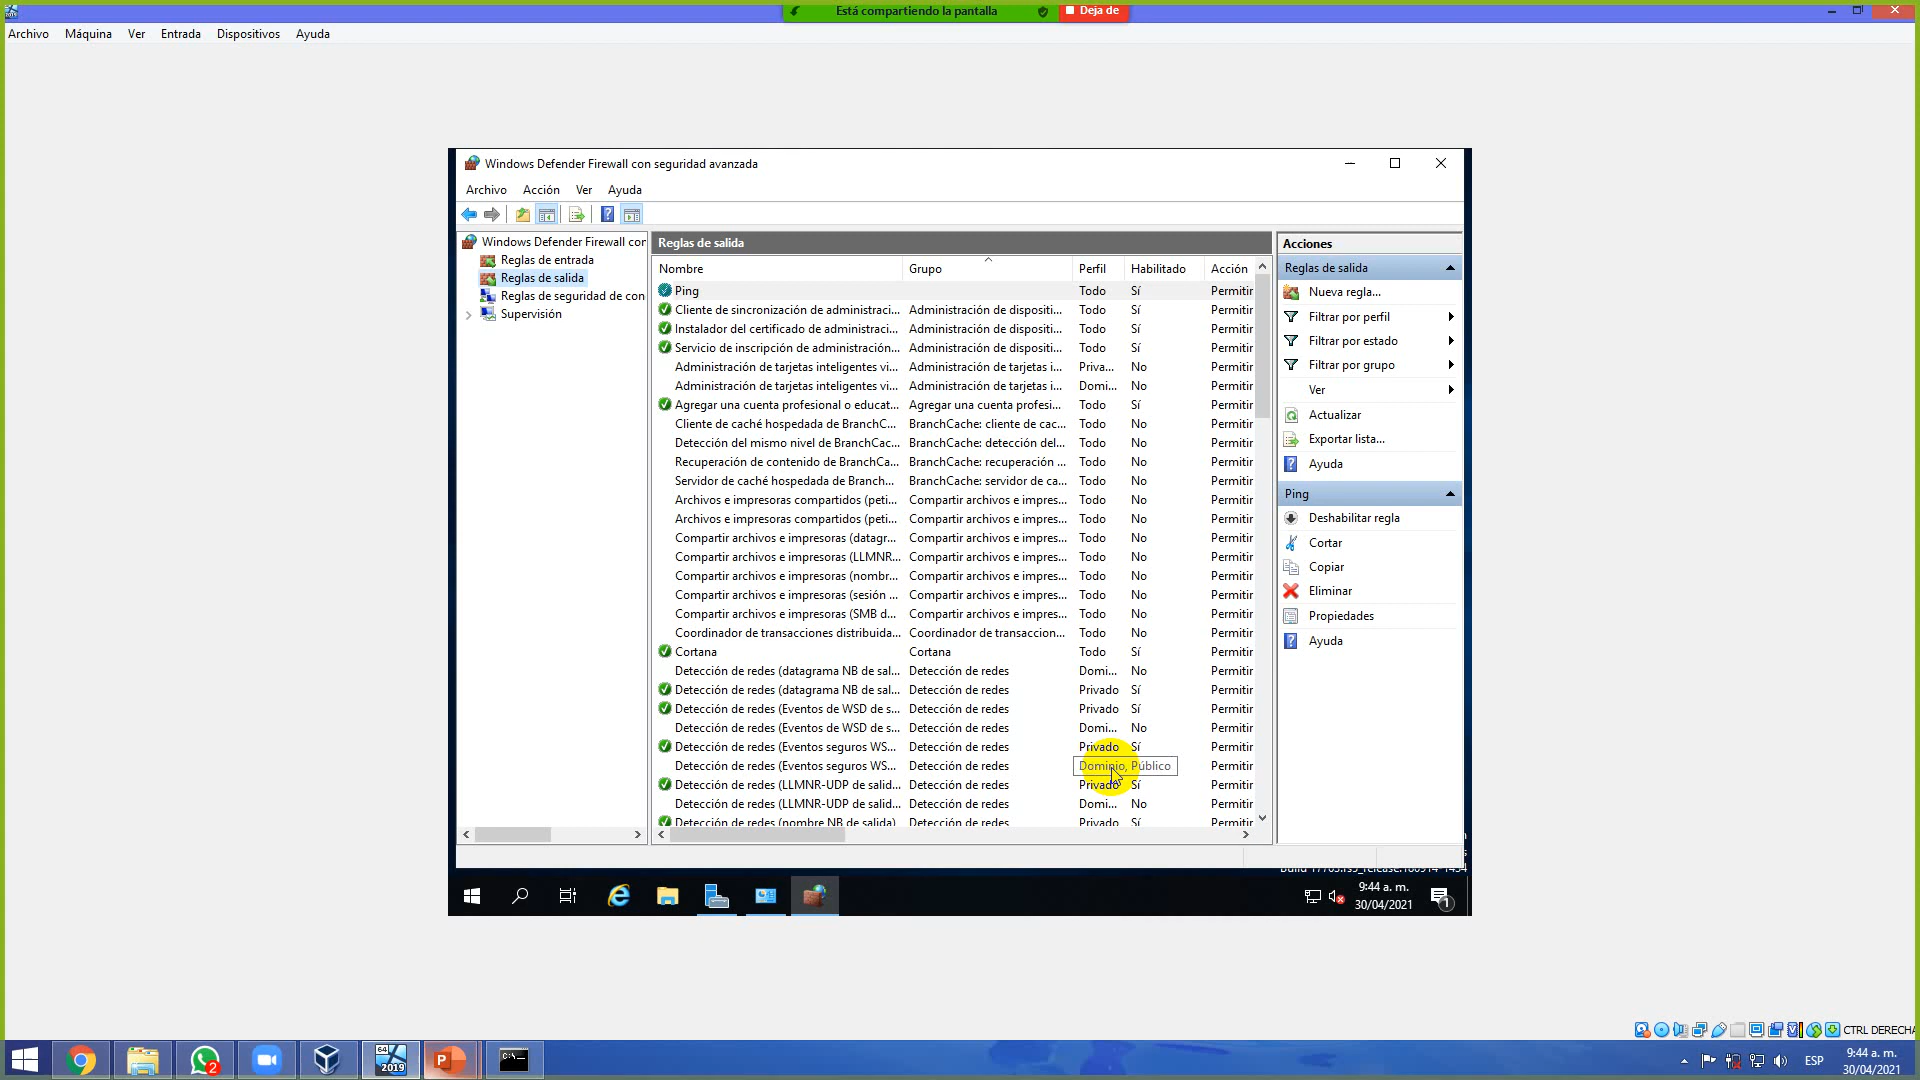 Está compartiendo la pantalla
Deja de
Archivo Máquina Ver Entrada Dispositivos Ayuda
Windows Defender Firewall con seguridad avanzada
Archivo Acción Ver Ayuda
Windows Defender Firewall cor
Reglas de entrada
Reglas de salida
Reglas de seguridad de con
Supervisión
Reglas de salida
Nombre Grupo Perfil Habilitado Acción
Ping Todo Sí Permitir
Cliente de sincronización de administraci... Administración de dispositi... Todo Sí Permitir
Instalador del certificado de administraci... Administración de dispositi... Todo Sí Permitir
Servicio de inscripción de administración... Administración de dispositi... Todo Sí Permitir
Administración de tarjetas inteligentes vi... Administración de tarjetas i... Priva... No Permitir
Administración de tarjetas inteligentes vi... Administración de tarjetas i... Domi... No Permitir
Agregar una cuenta profesional o educat... Agregar una cuenta profesi... Todo Sí Permitir
Cliente de caché hospedada de BranchC... BranchCache: cliente de cac... Todo No Permitir
Detección del mismo nivel de BranchCac... BranchCache: detección del... Todo No Permitir
Recuperación de contenido de BranchCa... BranchCache: recuperación ... Todo No Permitir
Servidor de caché hospedada de Branch... BranchCache: servidor de ca... Todo No Permitir
Archivos e impresoras compartidos (peti... Compartir archivos e impres... Todo No Permitir
Archivos e impresoras compartidos (peti... Compartir archivos e impres... Todo No Permitir
Compartir archivos e impresoras (datagr... Compartir archivos e impres... Todo No Permitir
Compartir archivos e impresoras (LLMNR... Compartir archivos e impres... Todo No Permitir
Compartir archivos e impresoras (nombr... Compartir archivos e impres... Todo No Permitir
Compartir archivos e impresoras (sesión ... Compartir archivos e impres... Todo No Permitir
Compartir archivos e impresoras (SMB d... Compartir archivos e impres... Todo No Permitir
Coordinador de transacciones distribuida... Coordinador de transaccion... Todo No Permitir
Cortana Cortana Todo Sí Permitir
Detección de redes (datagrama NB de sal... Detección de redes Domi... No Permitir
Detección de redes (datagrama NB de sal... Detección de redes Privado Sí Permitir
Detección de redes (Eventos de WSD de s... Detección de redes Privado Sí Permitir
Detección de redes (Eventos de WSD de s... Detección de redes Domi... No Permitir
Detección de redes (Eventos seguros WS... Detección de redes Privado Sí Permitir
Detección de redes (Eventos seguros WS... Detección de redes Dominio, Público Permitir
Detección de redes (LLMNR-UDP de salid... Detección de redes Privado Sí Permitir
Detección de redes (LLMNR-UDP de salid... Detección de redes Domi... No Permitir
Detección de redes (nombre NB de salida) Detección de redes Privado Sí Permitir
Acciones
Reglas de salida
Nueva regla...
Filtrar por perfil
Filtrar por estado
Filtrar por grupo
Ver
Actualizar
Exportar lista...
Ayuda
Ping
Deshabilitar regla
Cortar
Copiar
Eliminar
Propiedades
Ayuda
9:44 a. m.
30/04/2021
1
CTRL DERECHA
2
64
2019
P
C:\
ESP
9:44 a. m.
30/04/2021